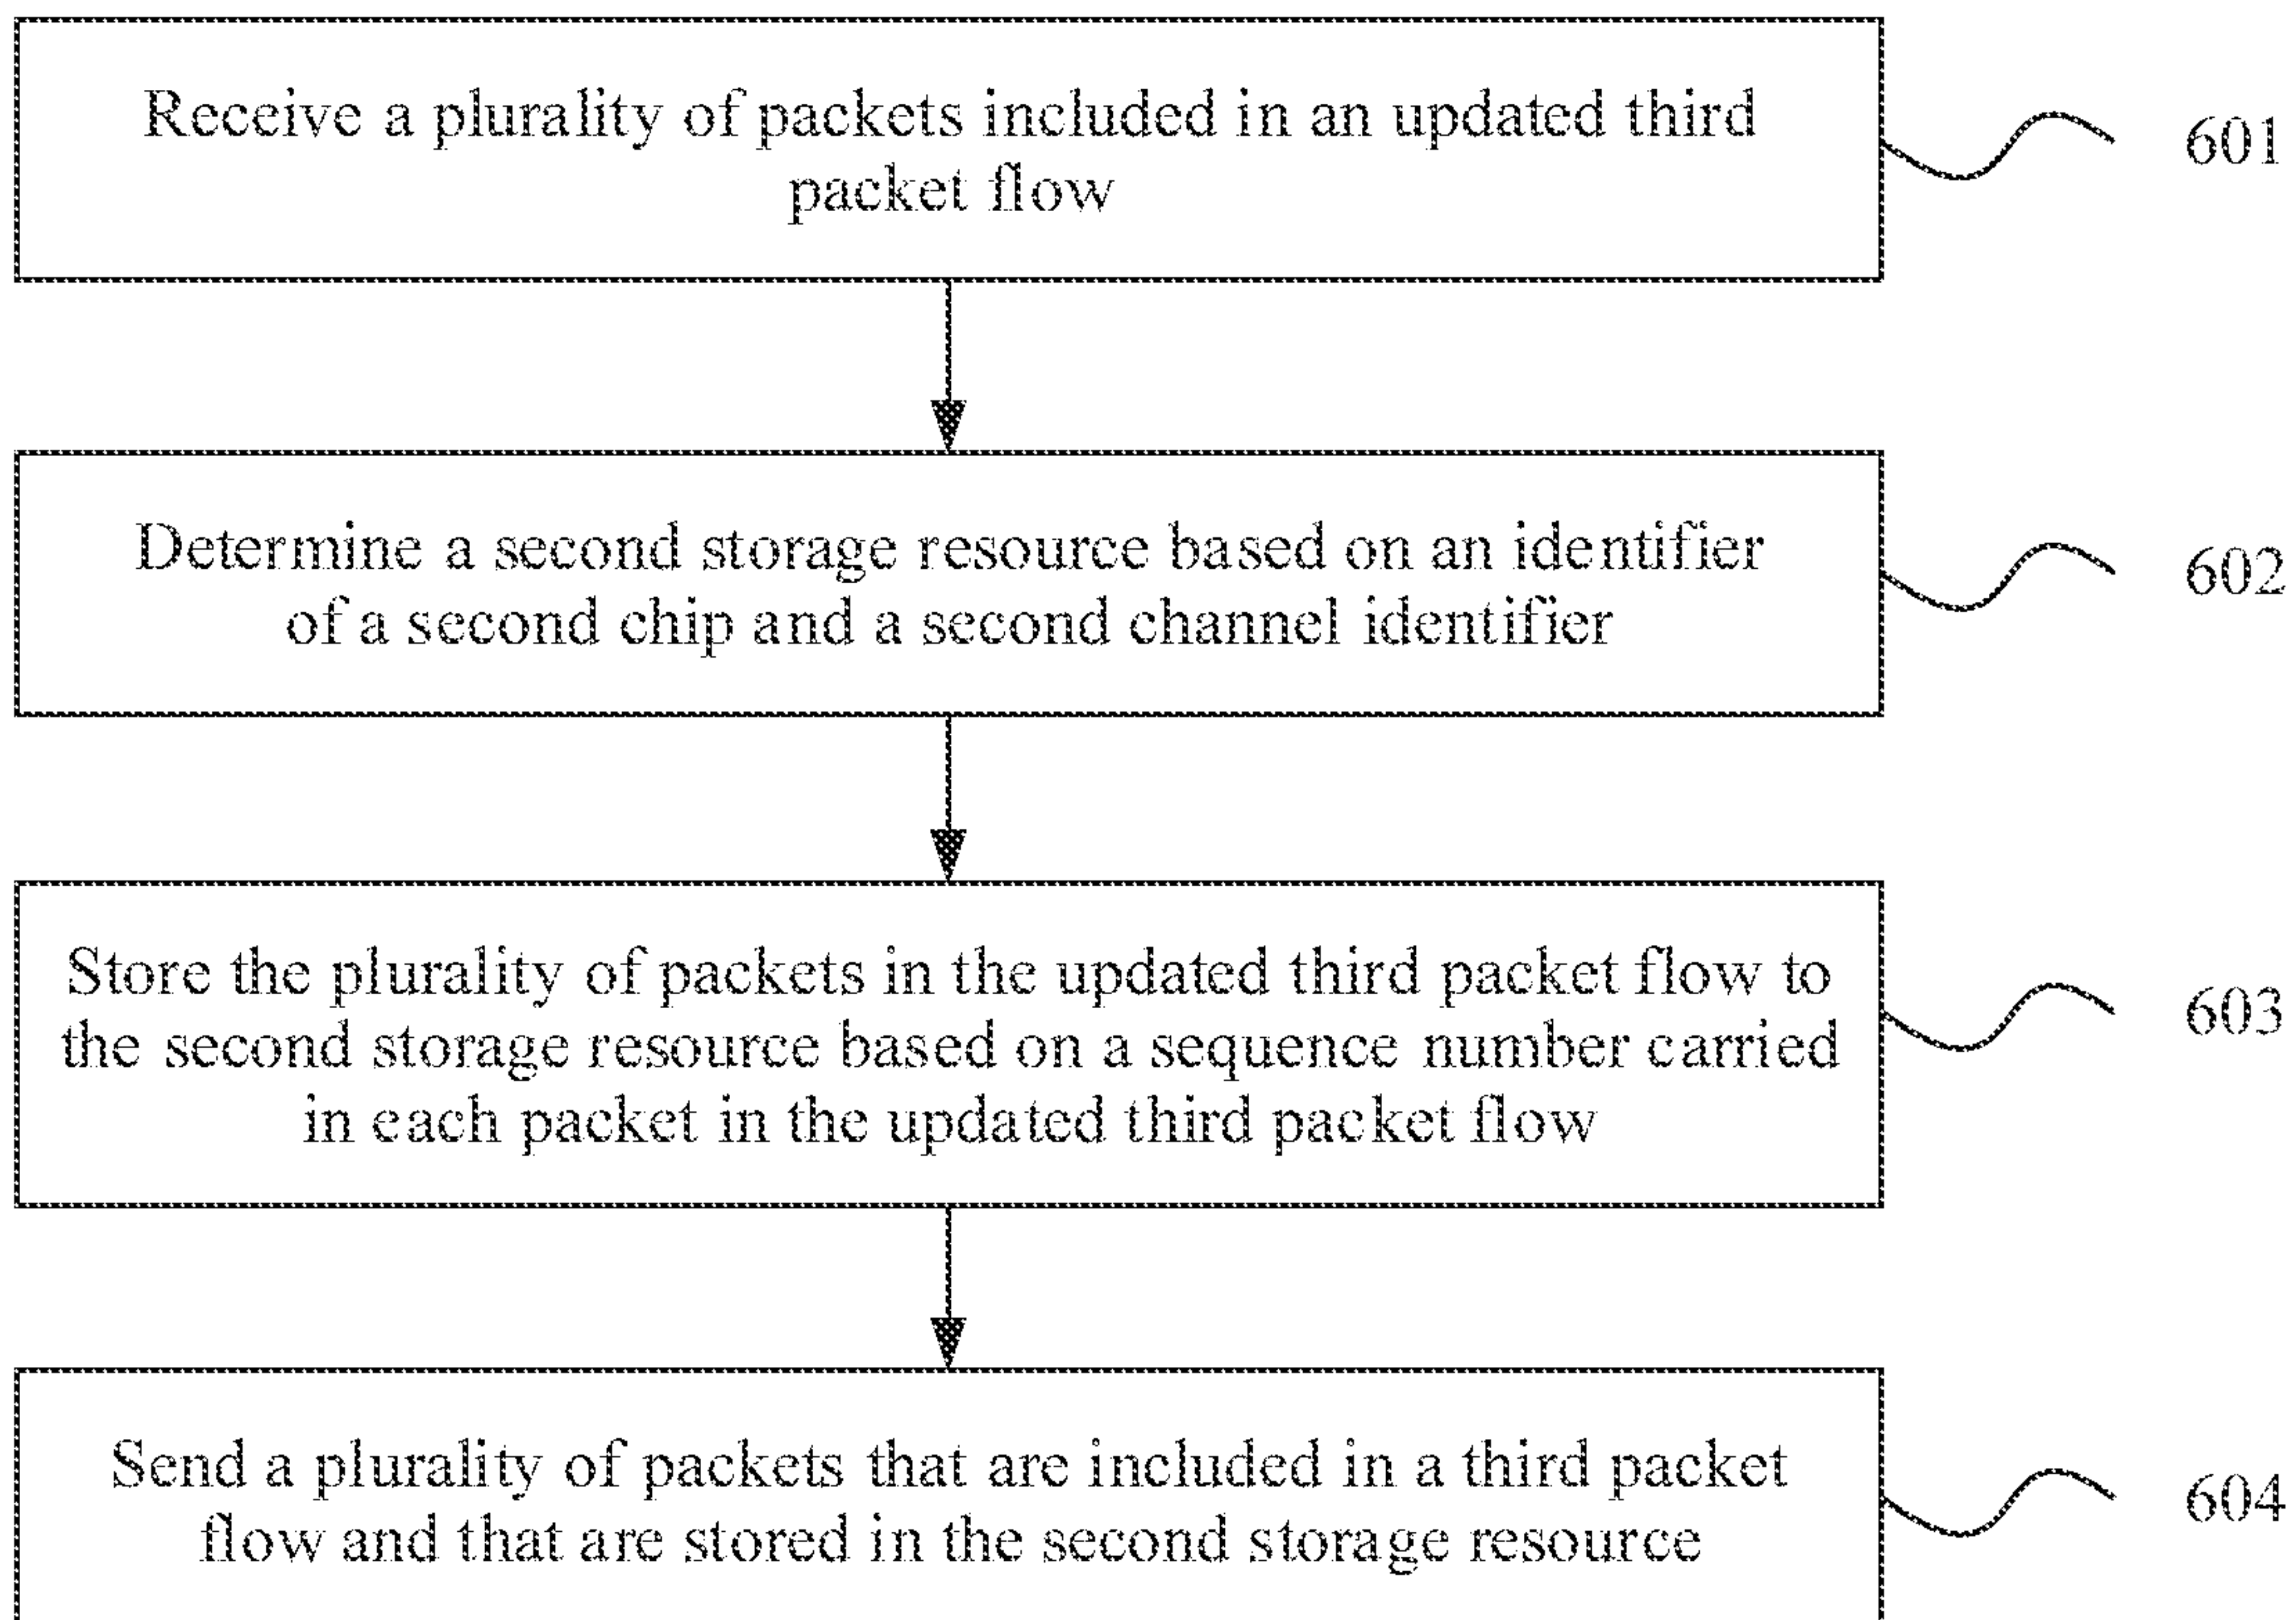 Receive a plurality of packets included in an updated third
packet flow
601
Determine a second storage resource based on an identifier
of a second chip and a second channel identifier
602
Store the plurality of packets in the updated third packet flow to
the second storage resource based on a sequence number carried
in each packet in the updated third packet flow
603
Send a plurality of packets that are included in a third packet
flow and that are stored in the second storage resource
604